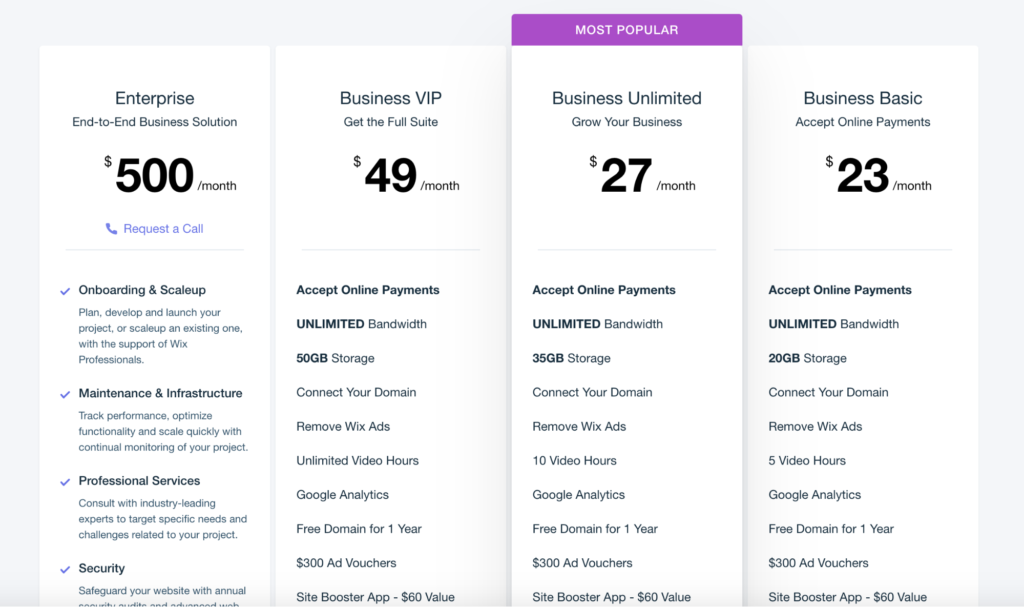 MOST POPULAR
Enterprise
End-to-End Business Solution
$500/month
Request a Call
Onboarding & Scaleup
Plan, develop and launch your
project, or scaleup an existing one,
with the support of Wix
Professionals.
Maintenance & Infrastructure
Track performance, optimize
functionality and scale quickly with
continual monitoring of your project.
Professional Services
Consult with industry-leading
experts to target specific needs and
challenges related to your project.
Security
Safeguard your website with annual
security audits and advanced web
Business VIP
Get the Full Suite
$49/month
Accept Online Payments
UNLIMITED Bandwidth
50GB Storage
Connect Your Domain
Remove Wix Ads
Unlimited Video Hours
Google Analytics
Free Domain for 1 Year
$300 Ad Vouchers
Site Booster App - $60 Value
Business Unlimited
Grow Your Business
$27/month
Accept Online Payments
UNLIMITED Bandwidth
35GB Storage
Connect Your Domain
Remove Wix Ads
10 Video Hours
Google Analytics
Free Domain for 1 Year
$300 Ad Vouchers
Site Booster App - $60 Value
Business Basic
Accept Online Payments
$23/month
Accept Online Payments
UNLIMITED Bandwidth
20GB Storage
Connect Your Domain
Remove Wix Ads
5 Video Hours
Google Analytics
Free Domain for 1 Year
$300 Ad Vouchers
Site Booster App - $60 Value